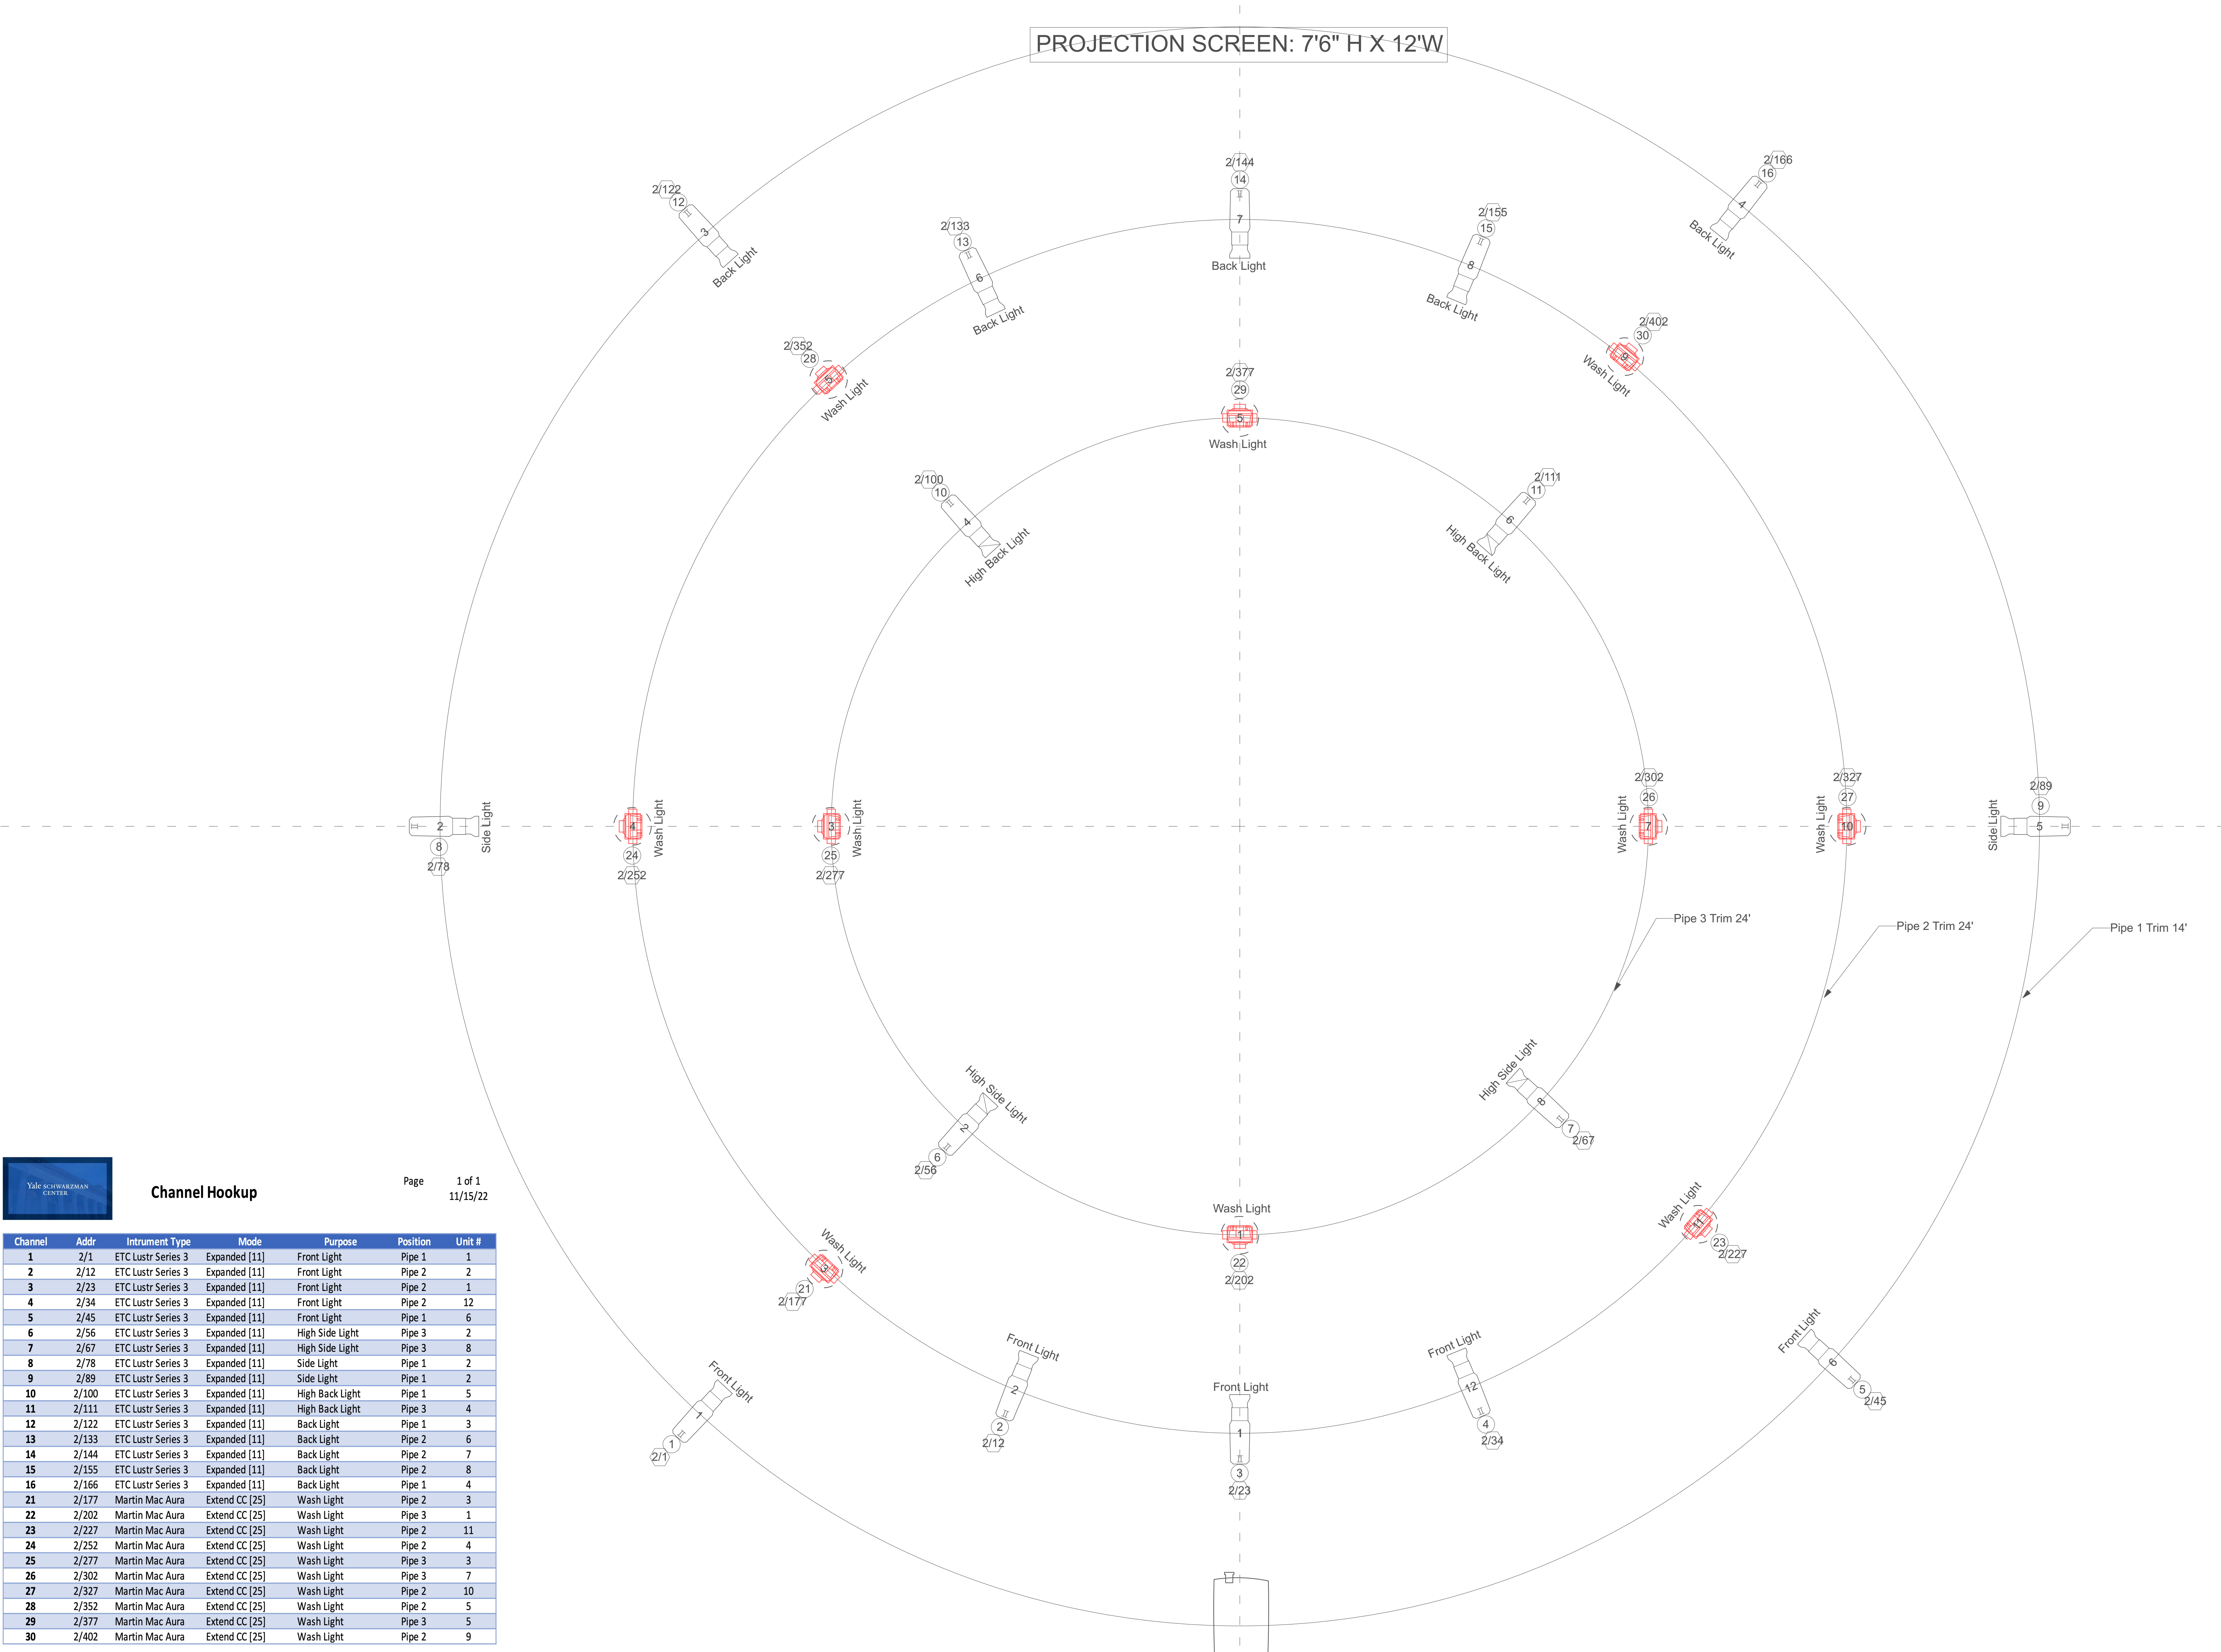 PROJECTION SCREEN: 7'6" H X 12'W
2/122
12
3
Back Light
2/133
13
6
Back Light
2/144
14
7
Back Light
2/155
15
8
Back Light
2/166
16
4
Back Light
2/352
28
5
Wash Light
2/377
29
5
Wash Light
2/402
30
9
Wash Light
2/100
10
4
High Back Light
2/111
11
6
High Back Light
2
8
2/78
Side Light
4
24
2/252
Wash Light
3
25
2/277
Wash Light
2/302
26
7
Wash Light
2/327
27
10
Wash Light
2/89
9
5
Side Light
Pipe 3 Trim 24'
Pipe 2 Trim 24'
Pipe 1 Trim 14'
High Side Light
2
6
2/56
High Side Light
8
7
2/67
Wash Light
1
22
2/202
Wash Light
11
23
2/227
Wash Light
3
21
2/177
Front Light
1
1
2/1
Front Light
2
2
2/12
Front Light
1
3
2/23
Front Light
12
4
2/34
Front Light
6
5
2/45
Yale SCHWARZMAN
CENTER
Channel Hookup
Page 1 of 1
11/15/22
Channel Addr Intrument Type Mode Purpose Position Unit #
1 2/1 ETC Lustr Series 3 Expanded [11] Front Light Pipe 1 1
2 2/12 ETC Lustr Series 3 Expanded [11] Front Light Pipe 2 2
3 2/23 ETC Lustr Series 3 Expanded [11] Front Light Pipe 2 1
4 2/34 ETC Lustr Series 3 Expanded [11] Front Light Pipe 2 12
5 2/45 ETC Lustr Series 3 Expanded [11] Front Light Pipe 1 6
6 2/56 ETC Lustr Series 3 Expanded [11] High Side Light Pipe 3 2
7 2/67 ETC Lustr Series 3 Expanded [11] High Side Light Pipe 3 8
8 2/78 ETC Lustr Series 3 Expanded [11] Side Light Pipe 1 2
9 2/89 ETC Lustr Series 3 Expanded [11] Side Light Pipe 1 2
10 2/100 ETC Lustr Series 3 Expanded [11] High Back Light Pipe 1 5
11 2/111 ETC Lustr Series 3 Expanded [11] High Back Light Pipe 3 4
12 2/122 ETC Lustr Series 3 Expanded [11] Back Light Pipe 1 3
13 2/133 ETC Lustr Series 3 Expanded [11] Back Light Pipe 2 6
14 2/144 ETC Lustr Series 3 Expanded [11] Back Light Pipe 2 7
15 2/155 ETC Lustr Series 3 Expanded [11] Back Light Pipe 2 8
16 2/166 ETC Lustr Series 3 Expanded [11] Back Light Pipe 1 4
21 2/177 Martin Mac Aura Extend CC [25] Wash Light Pipe 2 3
22 2/202 Martin Mac Aura Extend CC [25] Wash Light Pipe 3 1
23 2/227 Martin Mac Aura Extend CC [25] Wash Light Pipe 2 11
24 2/252 Martin Mac Aura Extend CC [25] Wash Light Pipe 2 4
25 2/277 Martin Mac Aura Extend CC [25] Wash Light Pipe 3 3
26 2/302 Martin Mac Aura Extend CC [25] Wash Light Pipe 3 7
27 2/327 Martin Mac Aura Extend CC [25] Wash Light Pipe 2 10
28 2/352 Martin Mac Aura Extend CC [25] Wash Light Pipe 2 5
29 2/377 Martin Mac Aura Extend CC [25] Wash Light Pipe 3 5
30 2/402 Martin Mac Aura Extend CC [25] Wash Light Pipe 2 9